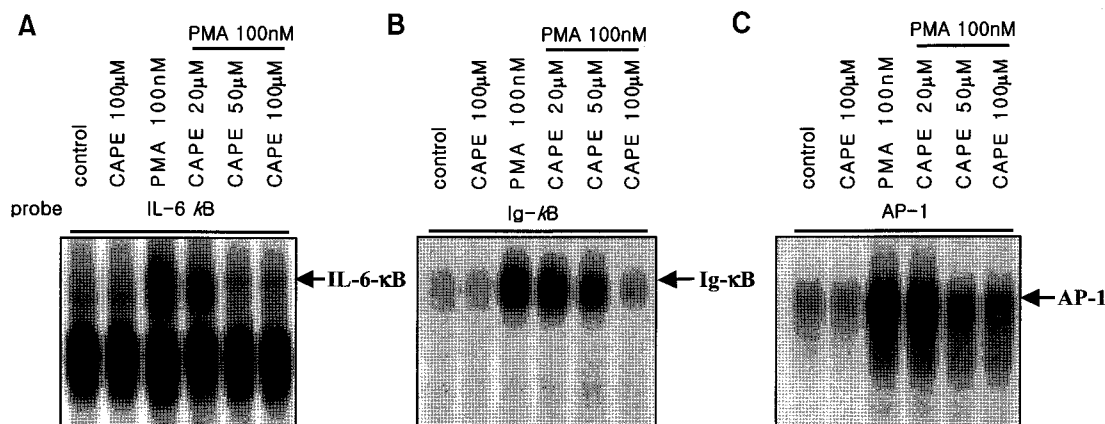 A
PMA 100nM
control
CAPE 100µM
PMA 100nM
CAPE 20µM
CAPE 50µM
CAPE 100µM
probe
IL-6 kB
IL-6-κB
B
PMA 100nM
control
CAPE 100µM
PMA 100nM
CAPE 20µM
CAPE 50µM
CAPE 100µM
Ig-kB
Ig-κB
C
PMA 100nM
control
CAPE 100µM
PMA 100nM
CAPE 20µM
CAPE 50µM
CAPE 100µM
AP-1
AP-1